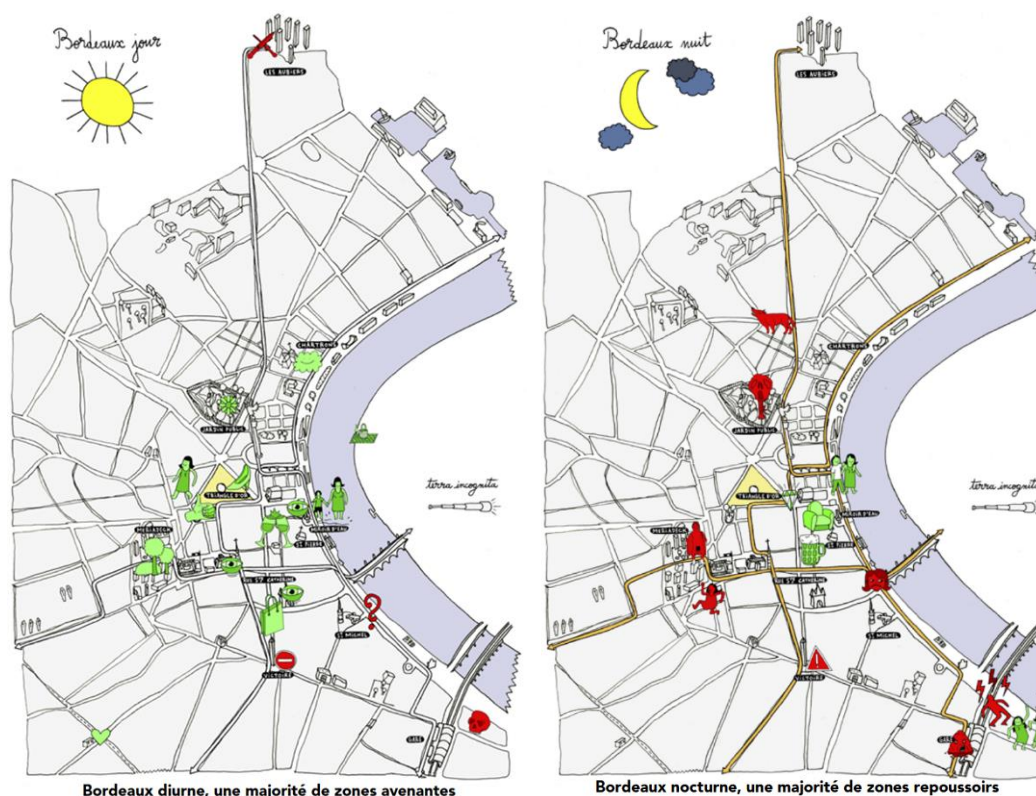 Bordeaux jour
LES AUBIERS
CHARTRONS
JARDIN PUBLIC
TRIANGLE D'OR
terra incognita
MERIADECK
MIROIR D'EAU
ST PIERRE
RUE STE CATHERINE
ST MICHEL
VICTOIRE
GARE
Bordeaux diurne, une majorité de zones avenantes
Bordeaux nuit
LES AUBIERS
CHARTRONS
JARDIN PUBLIC
TRIANGLE D'OR
terra incognita
MERIADECK
MIROIR D'EAU
ST PIERRE
RUE STE CATHERINE
ST MICHEL
VICTOIRE
GARE
Bordeaux nocturne, une majorité de zones repoussoirs